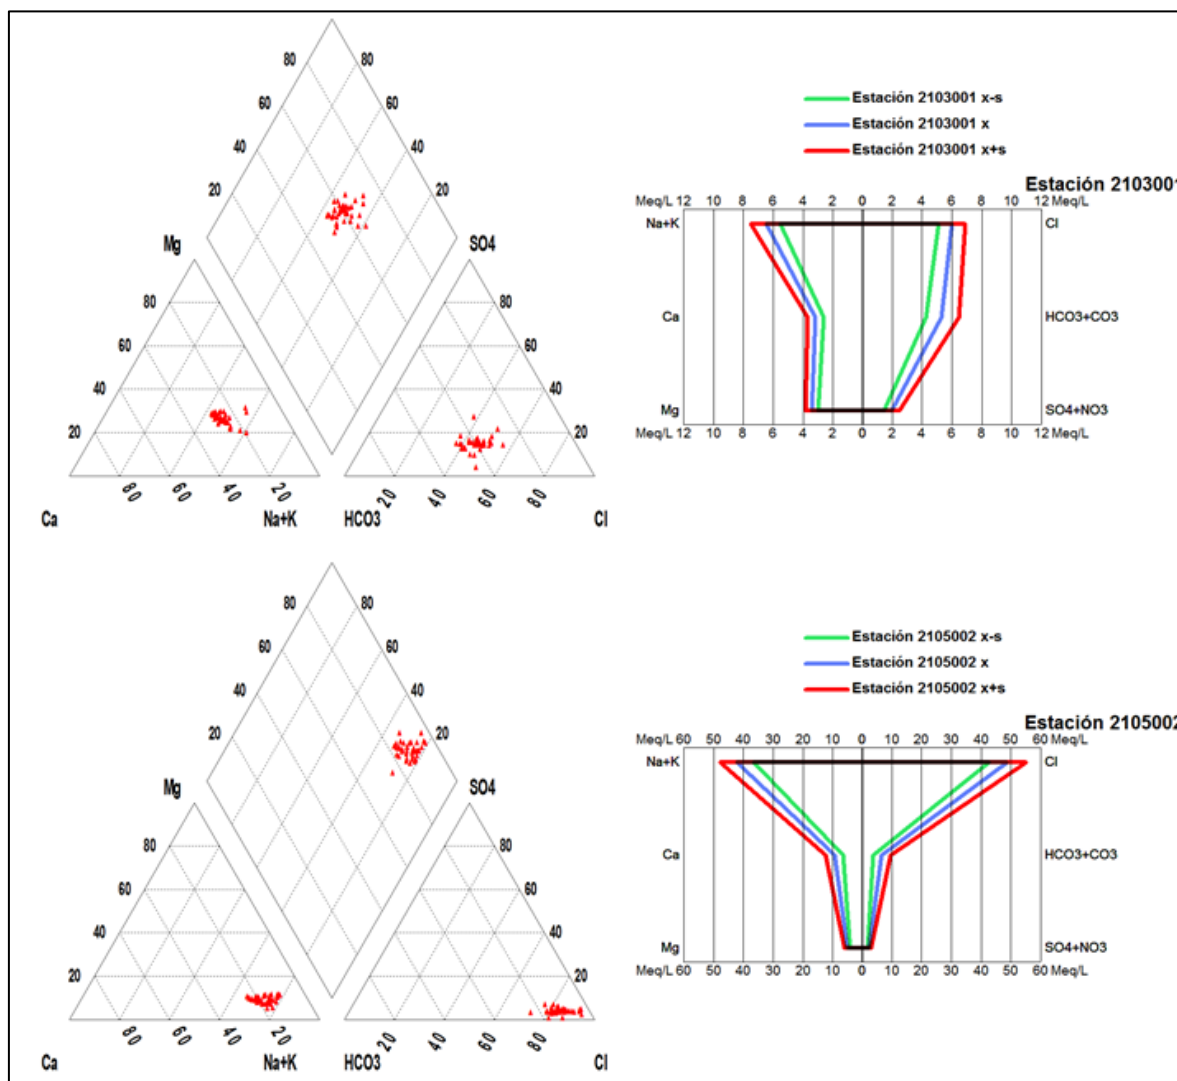 80
80
60
60
40
40
20
20
Mg
SO4
80
80
60
60
40
40
20
20
80
60
40
20
20
40
60
80
Ca
Na+K
HCO3
Cl
Estación 2103001 x-s
Estación 2103001 x
Estación 2103001 x+s
Estación 2103001
Meq/L
12 10 8 6 4 2 0 2 4 6 8 10 12 Meq/L
Na+K
Cl
Ca
HCO3+CO3
Mg
SO4+NO3
12 10 8 6 4 2 0 2 4 6 8 10 12 Meq/L
Meq/L
80
80
60
60
40
40
20
20
Mg
SO4
80
80
60
60
40
40
20
20
80
60
40
20
20
40
60
80
Ca
Na+K
HCO3
Cl
Estación 2105002 x-s
Estación 2105002 x
Estación 2105002 x+s
Estación 2105002
Meq/L
60 50 40 30 20 10 0 10 20 30 40 50 60 Meq/L
Na+K
Cl
Ca
HCO3+CO3
Mg
SO4+NO3
60 50 40 30 20 10 0 10 20 30 40 50 60 Meq/L
Meq/L